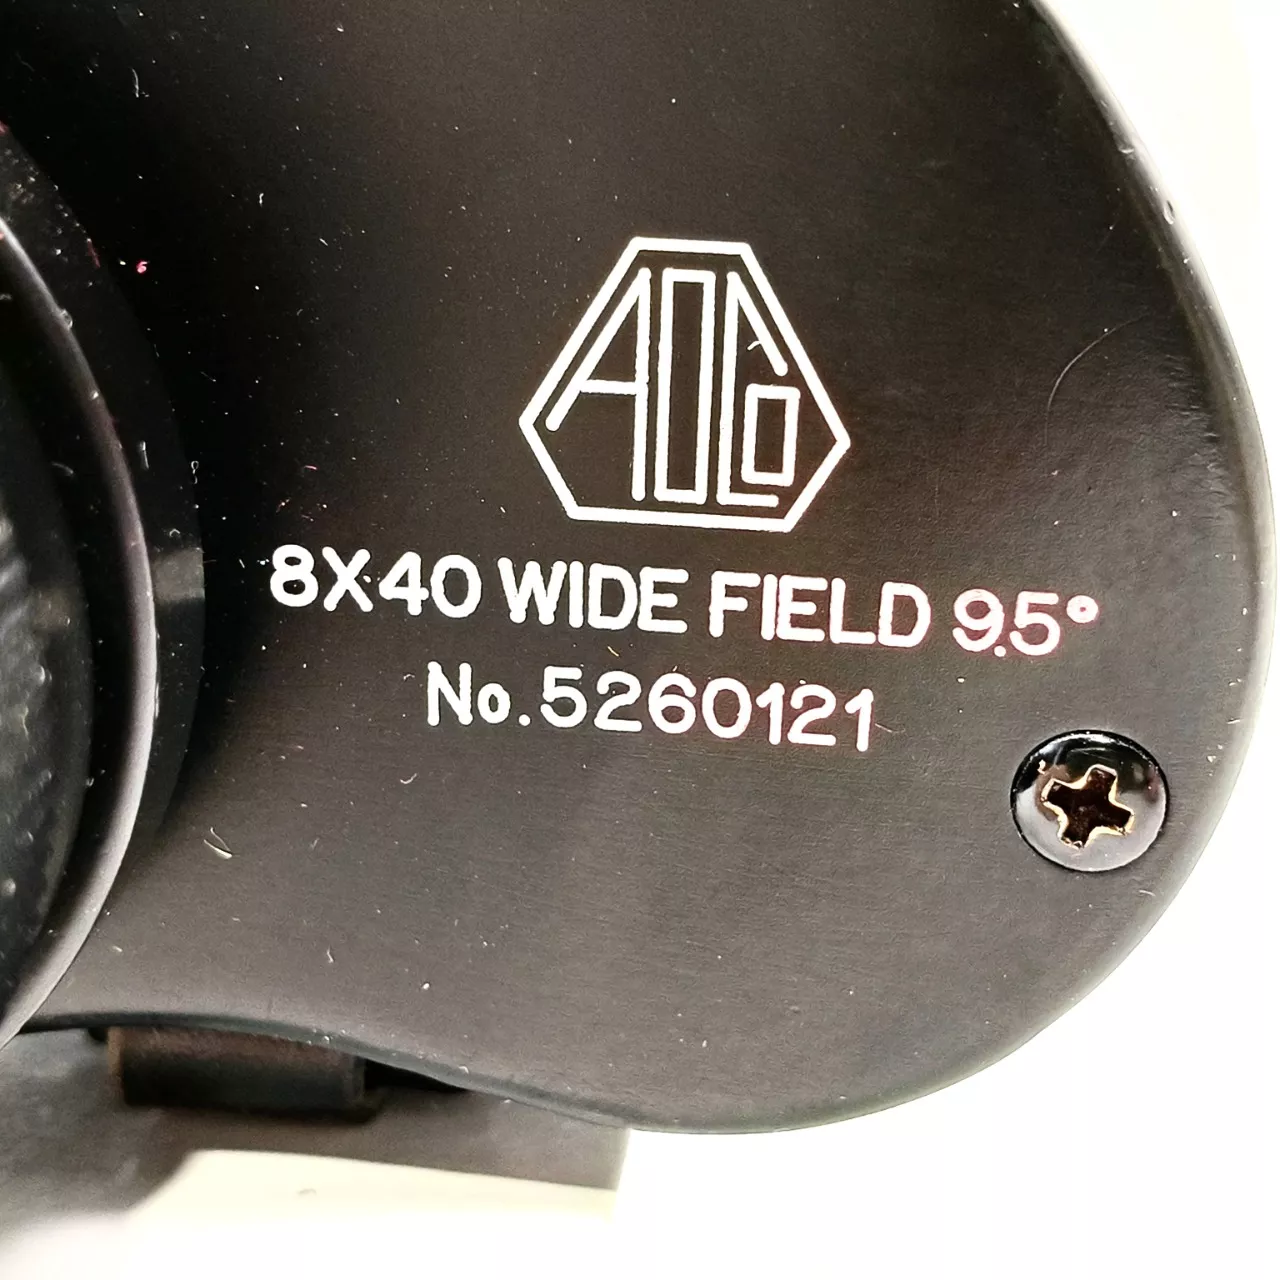 AOCo
8X40 WIDE FIELD 9.5°
No.5260121